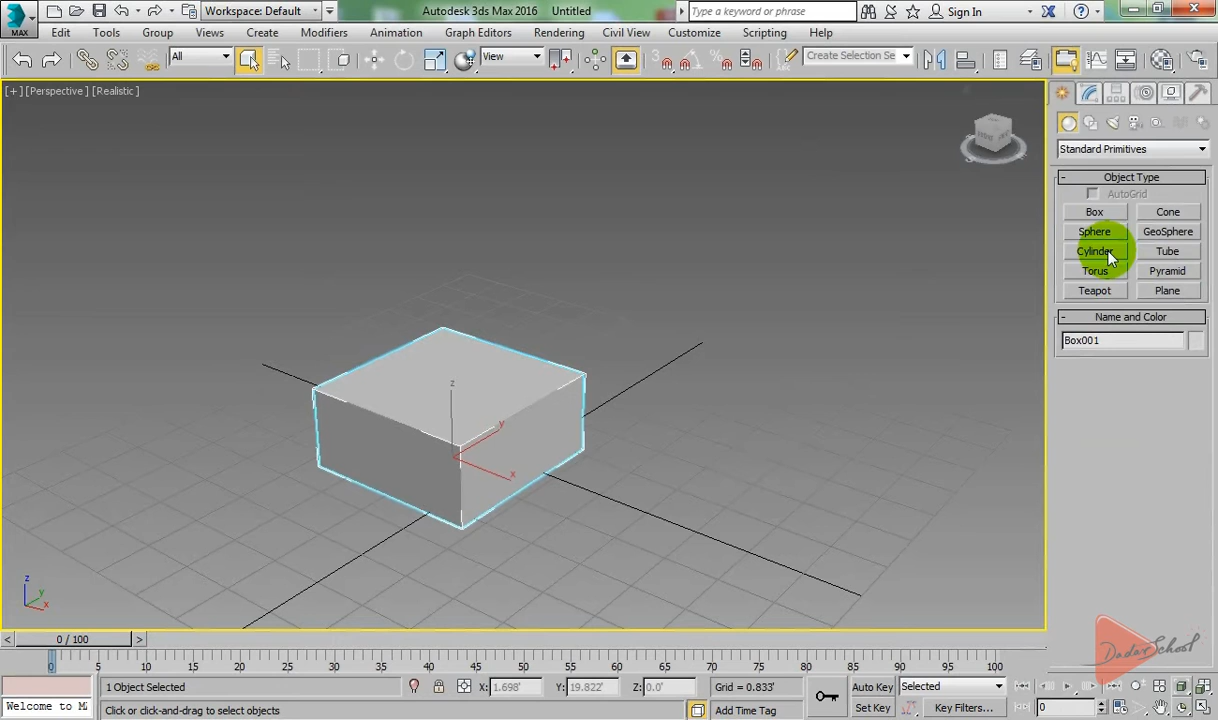 Workspace: Default
Autodesk 3ds Max 2016
Untitled
Type a keyword or phrase
Sign In
MAX
Edit
Tools
Group
Views
Create
Modifiers
Animation
Graph Editors
Rendering
Civil View
Customize
Scripting
Help
All
View
Create Selection Se
[+] [Perspective] [Realistic]
Standard Primitives
Object Type
AutoGrid
Box
Cone
Sphere
GeoSphere
Cylinder
Tube
Torus
Pyramid
Teapot
Plane
Name and Color
Box001
z
y
x
z
y
x
0 / 100
0 5 10 15 20 25 30 35 40 45 50 55 60 65 70 75 80 85 90 95 100
1 Object Selected
X: 1.698'
Y: 19.822'
Z: 0.0'
Grid = 0.833'
Auto Key
Selected
Welcome to M
Click or click-and-drag to select objects
Add Time Tag
Set Key
Key Filters...
0
Dadar School